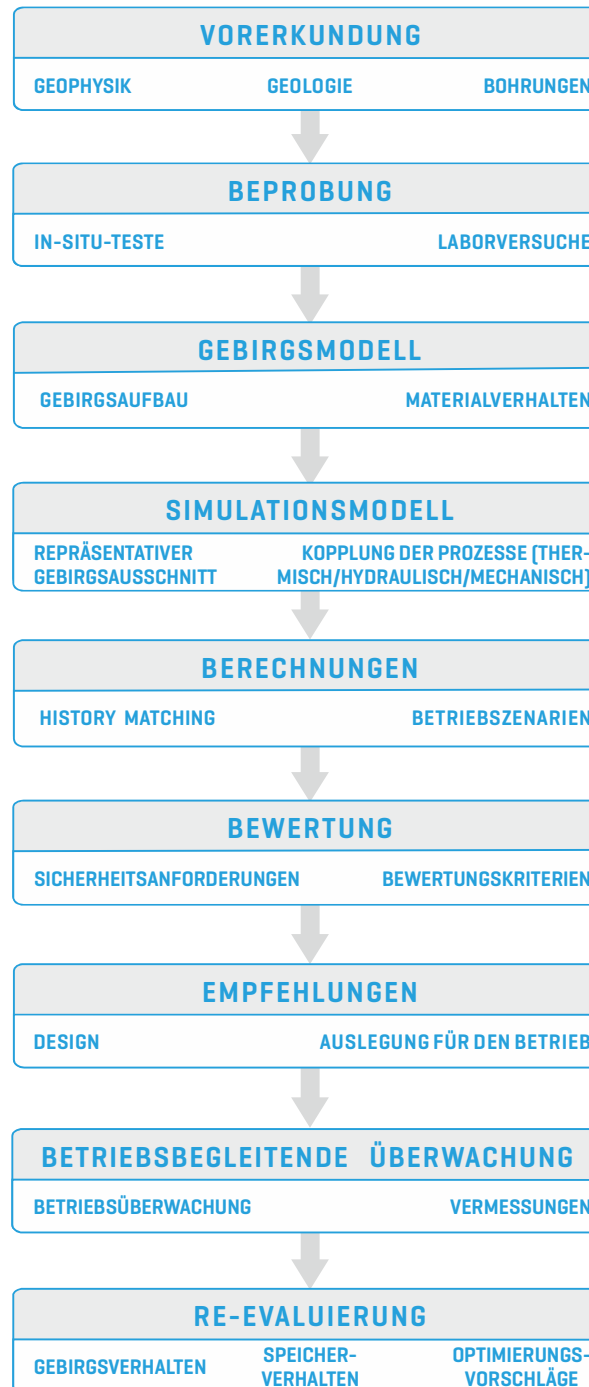 VORERKUNDUNG
GEOPHYSIK GEOLOGIE BOHRUNGEN
BEPROBUNG
IN-SITU-TESTE LABORVERSUCHE
GEBIRGSMODELL
GEBIRGSAUFBAU MATERIALVERHALTEN
SIMULATIONSMODELL
REPRÄSENTATIVER
GEBIRGSAUSSCHNITT
KOPPLUNG DER PROZESSE (THER-
MISCH/HYDRAULISCH/MECHANISCH)
BERECHNUNGEN
HISTORY MATCHING BETRIEBSZENARIEN
BEWERTUNG
SICHERHEITSANFORDERUNGEN BEWERTUNGSKRITERIEN
EMPFEHLUNGEN
DESIGN AUSLEGUNG FÜR DEN BETRIEB
BETRIEBSBEGLEITENDE ÜBERWACHUNG
BETRIEBSÜBERWACHUNG VERMESSUNGEN
RE-EVALUIERUNG
GEBIRGSVERHALTEN
SPEICHER-
VERHALTEN
OPTIMIERUNGS-
VORSCHLÄGE